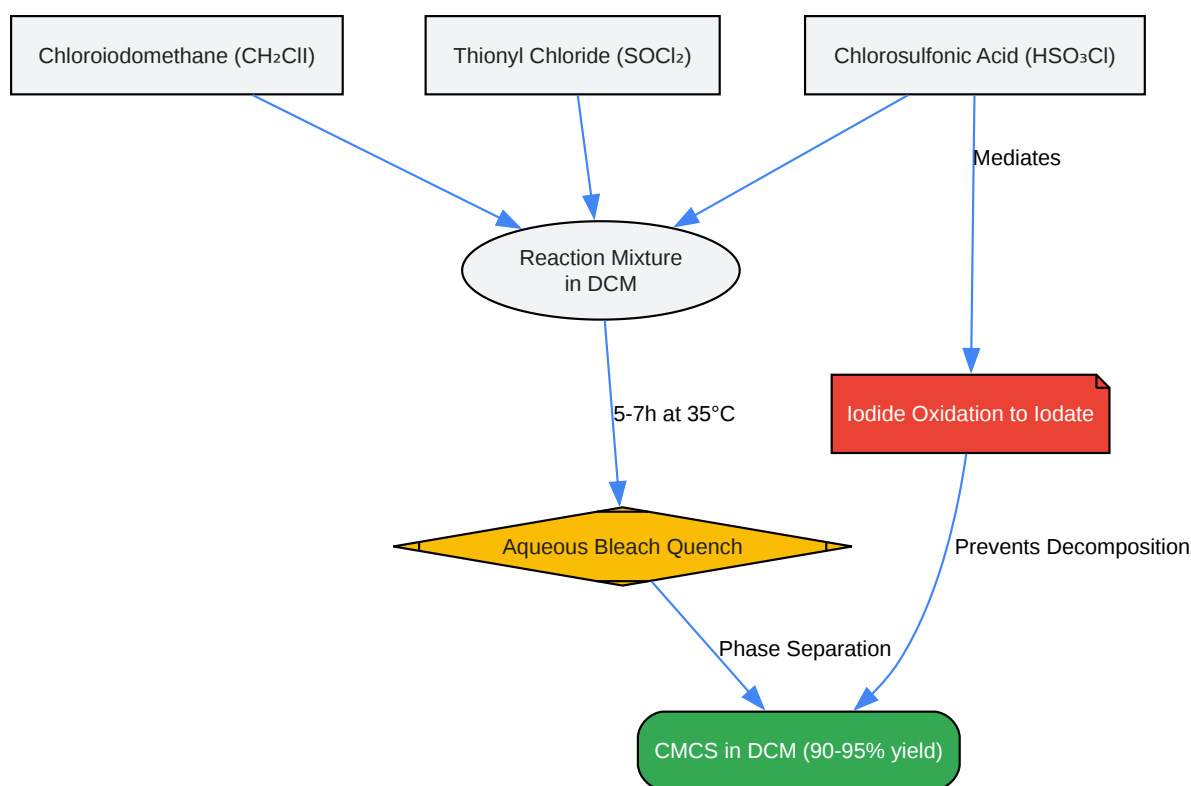 Chloroiodomethane (CH₂ClI)
Thionyl Chloride (SOCl₂)
Chlorosulfonic Acid (HSO₃Cl)
Mediates
Reaction Mixture
in DCM
5-7h at 35°C
Iodide Oxidation to Iodate
Aqueous Bleach Quench
Prevents Decomposition
Phase Separation
CMCS in DCM (90-95% yield)